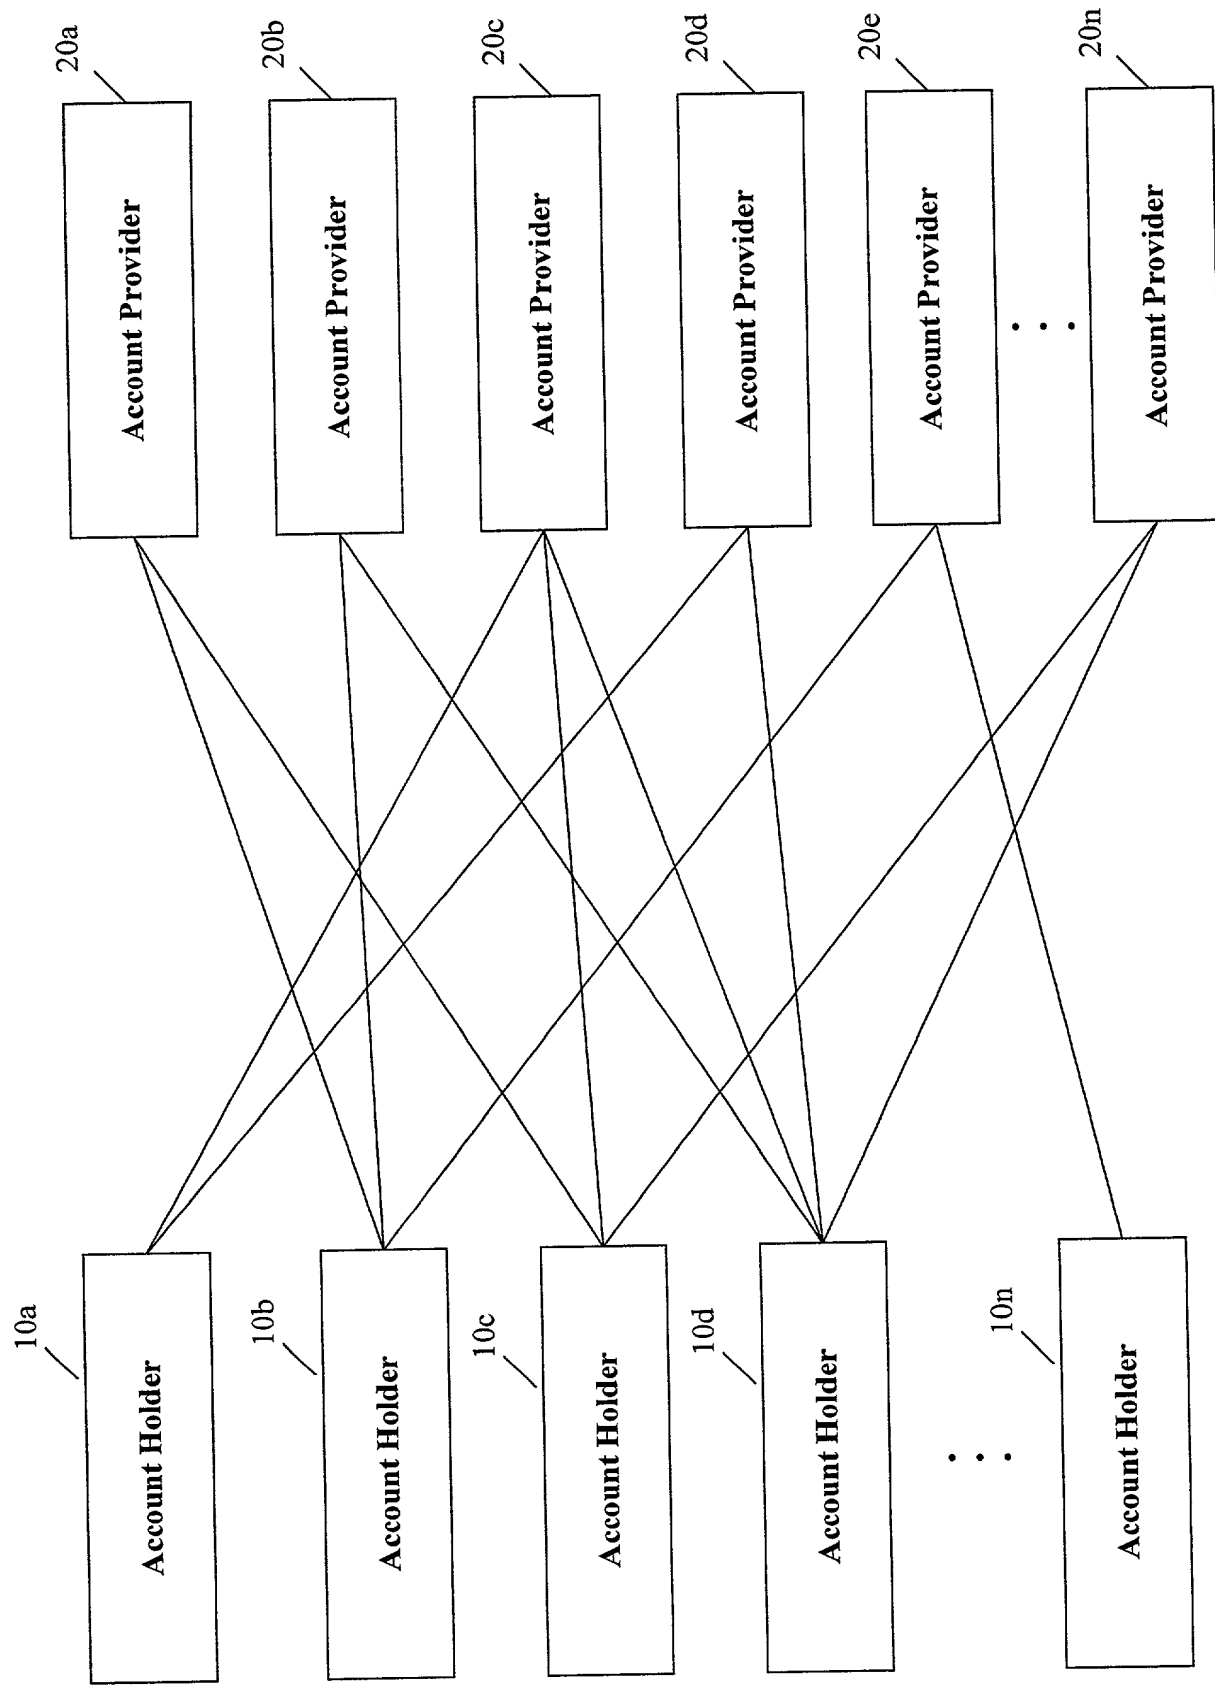 10a
Account Holder
10b
Account Holder
10c
Account Holder
10d
Account Holder
. . .
10n
Account Holder
20a
Account Provider
20b
Account Provider
20c
Account Provider
20d
Account Provider
20e
Account Provider
. . .
20n
Account Provider